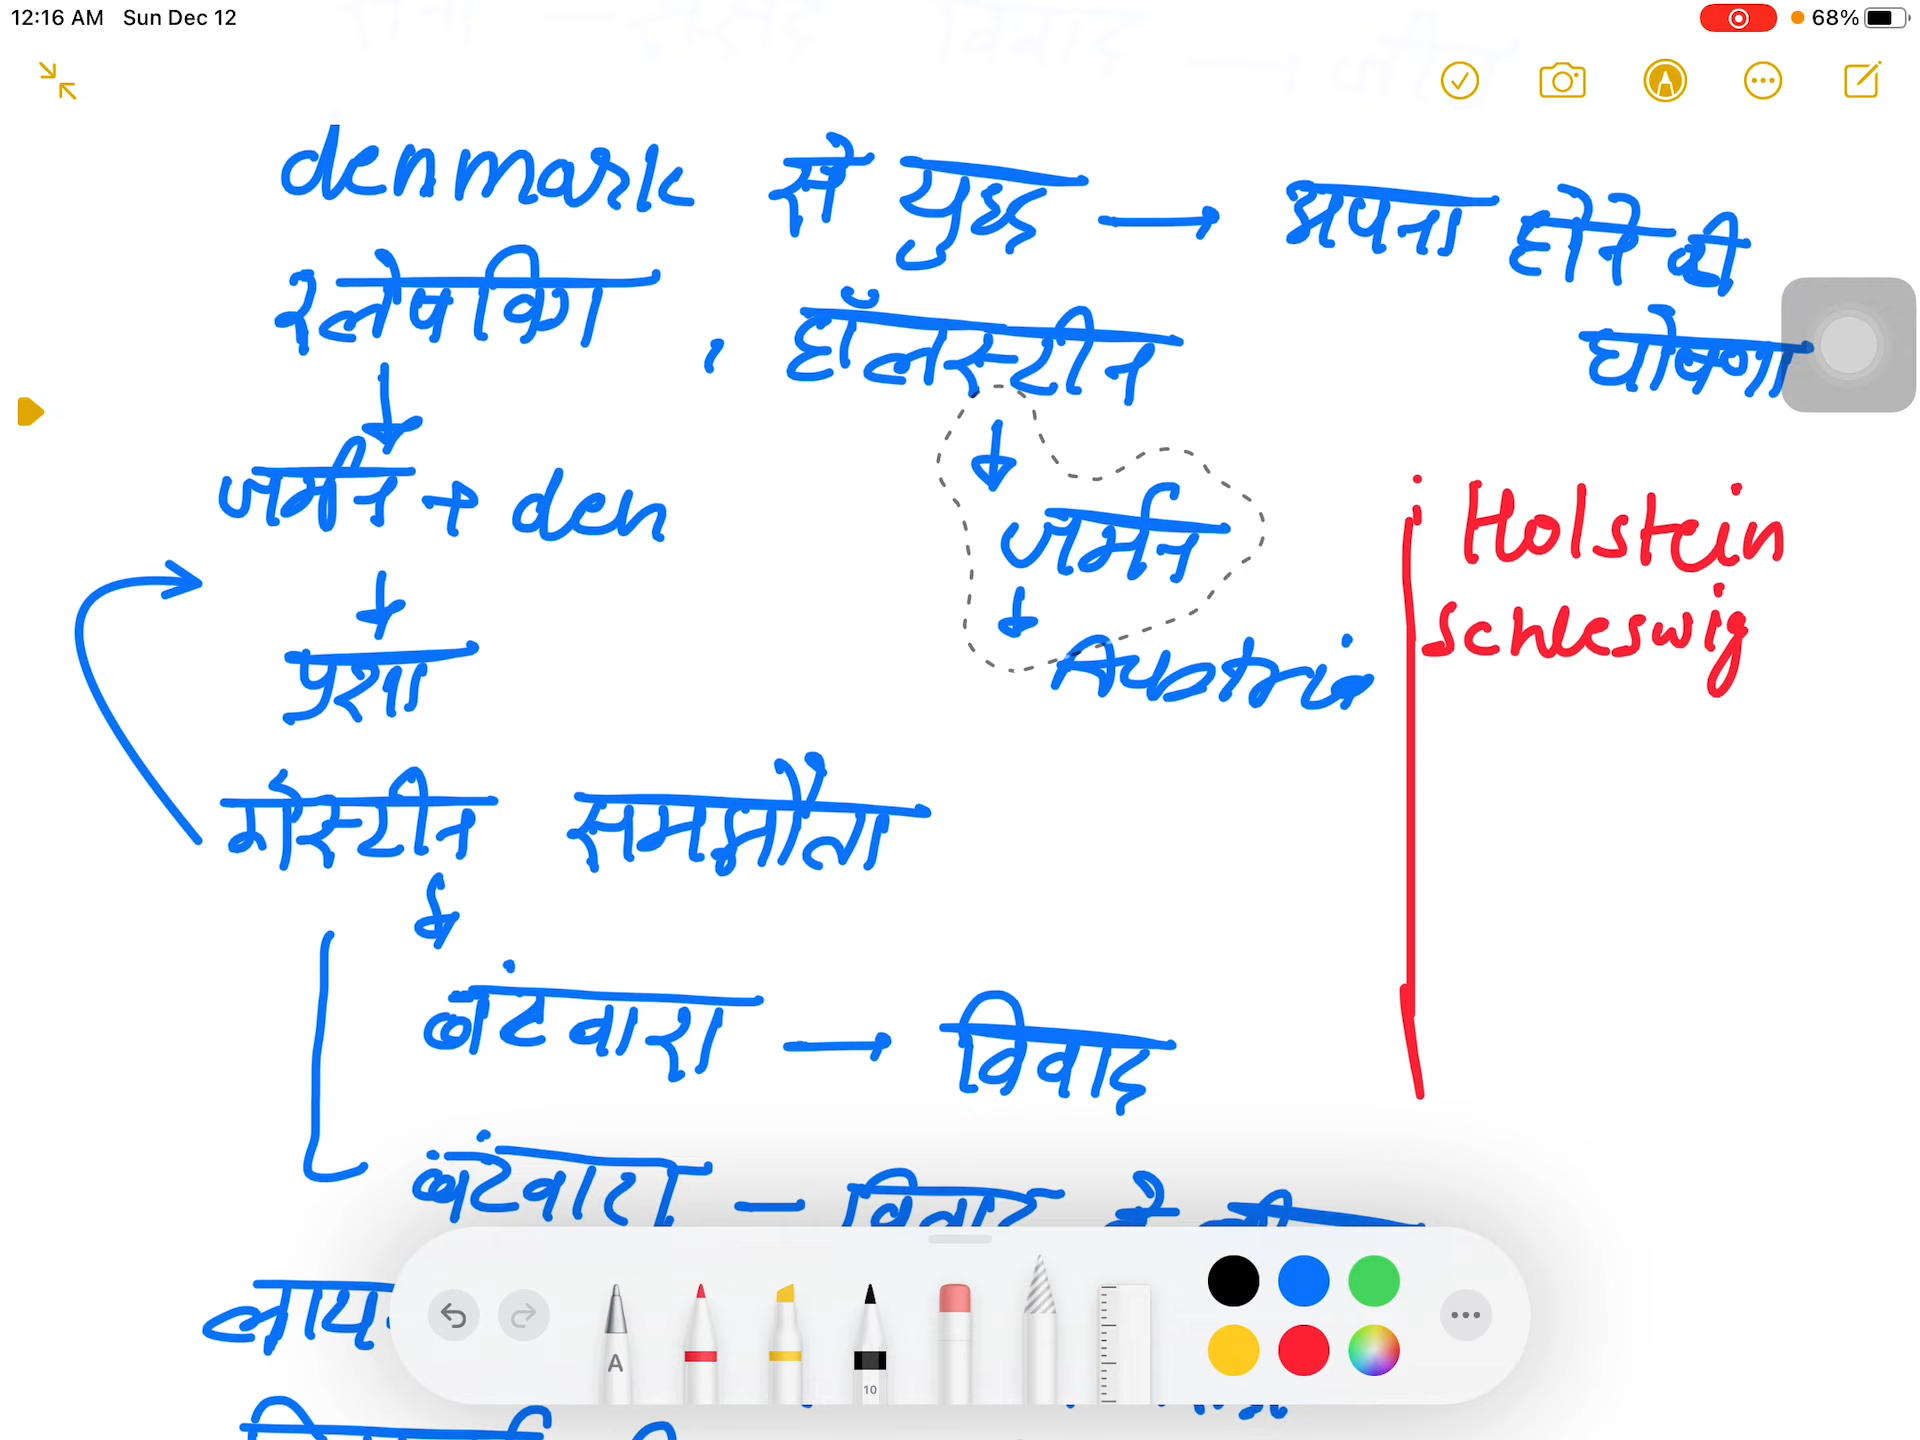 12:16 AM Sun Dec 12
68%
denmark से युद्ध → अपना होने की
घोषणा
श्लेषविग , हॉलस्टीन
↓ ↓
जर्मन + den जर्मन
↓ ↓
प्रशा Austria
Holstein
Schleswig
गेस्टीन समझौता
↓
बंटवारा → विवाद
बंटवारा — विवाद के
लाय
A
10